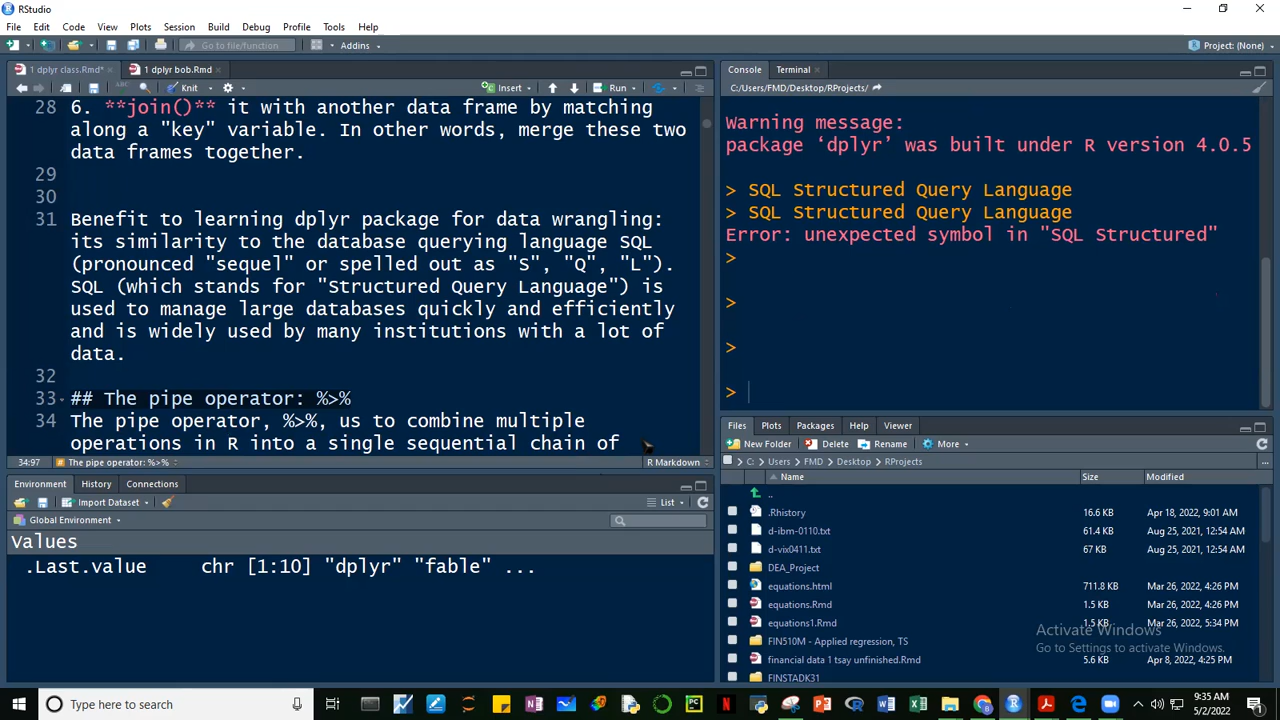 RStudio
File Edit Code View Plots Session Build Debug Profile Tools Help
Go to file/function Addins Project: (None)
1 dplyr class.Rmd* 1 dplyr bob.Rmd
Knit Insert Run
28 6. **join()** it with another data frame by matching
along a "key" variable. In other words, merge these two
data frames together.
29
30
31 Benefit to learning dplyr package for data wrangling:
its similarity to the database querying language SQL
(pronounced "sequel" or spelled out as "S", "Q", "L").
SQL (which stands for "Structured Query Language") is
used to manage large databases quickly and efficiently
and is widely used by many institutions with a lot of
data.
32
33 ## The pipe operator: %>%
34 The pipe operator, %>%, us to combine multiple
operations in R into a single sequential chain of
34:97 The pipe operator: %>% R Markdown
Environment History Connections
Import Dataset List
Global Environment
Values
.Last.value chr [1:10] "dplyr" "fable" ...
Console Terminal
C:/Users/FMD/Desktop/RProjects/
Warning message:
package ‘dplyr’ was built under R version 4.0.5
> SQL Structured Query Language
> SQL Structured Query Language
Error: unexpected symbol in "SQL Structured"
>
>
>
>
Files Plots Packages Help Viewer
New Folder Delete Rename More
C: Users FMD Desktop RProjects
Name Size Modified
..
.Rhistory 16.6 KB Apr 18, 2022, 9:01 AM
d-ibm-0110.txt 61.4 KB Aug 25, 2021, 12:54 AM
d-vix0411.txt 67 KB Aug 25, 2021, 12:54 AM
DEA_Project
equations.html 711.8 KB Mar 26, 2022, 4:26 PM
equations.Rmd 1.5 KB Mar 26, 2022, 4:26 PM
equations1.Rmd 1.5 KB Mar 26, 2022, 5:34 PM
FIN510M - Applied regression, TS
financial data 1 tsay unfinished.Rmd 5.6 KB Apr 8, 2022, 4:25 PM
FINSTADK31
Activate Windows
Go to Settings to activate Windows.
Type here to search
9:35 AM
5/2/2022